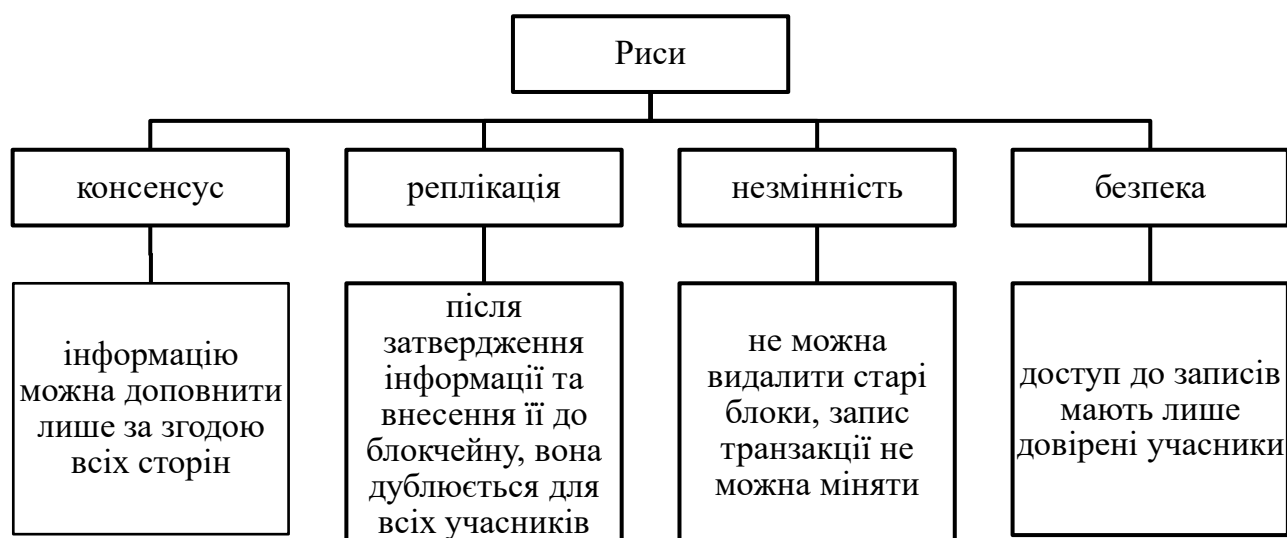 Риси
консенсус
реплікація
незмінність
безпека
інформацію
можна доповнити
лише за згодою
всіх сторін
після
затвердження
інформації та
внесення її до
блокчейну, вона
дублюється для
всіх учасників
не можна
видалити старі
блоки, запис
транзакції не
можна міняти
доступ до записів
мають лише
довірені учасники